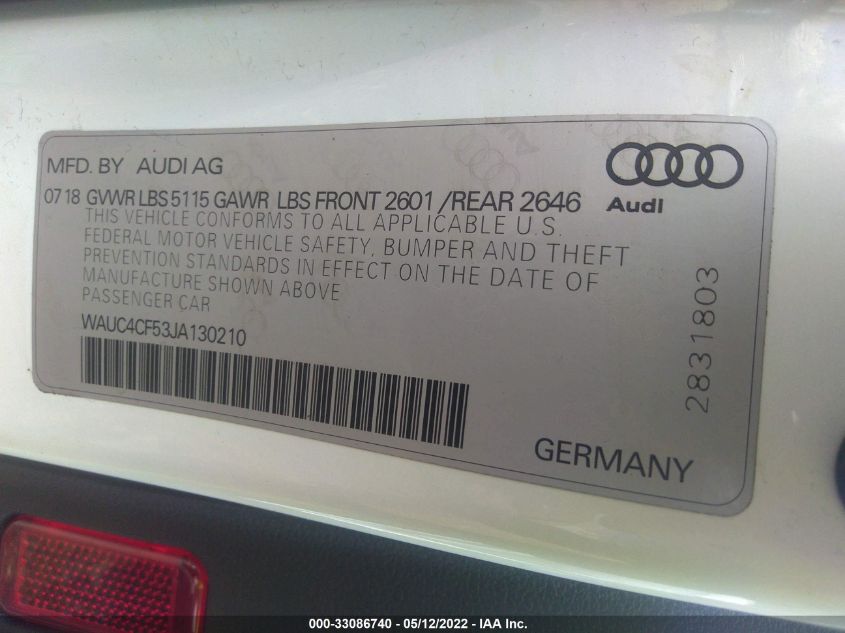 MFD. BY AUDI AG
07 18 GVWR LBS 5115 GAWR LBS FRONT 2601 /REAR 2646
Audi
THIS VEHICLE CONFORMS TO ALL APPLICABLE U.S.
FEDERAL MOTOR VEHICLE SAFETY, BUMPER AND THEFT
PREVENTION STANDARDS IN EFFECT ON THE DATE OF
MANUFACTURE SHOWN ABOVE
PASSENGER CAR
WAUC4CF53JA130210
2831803
GERMANY
000-33086740 - 05/12/2022 - IAA Inc.